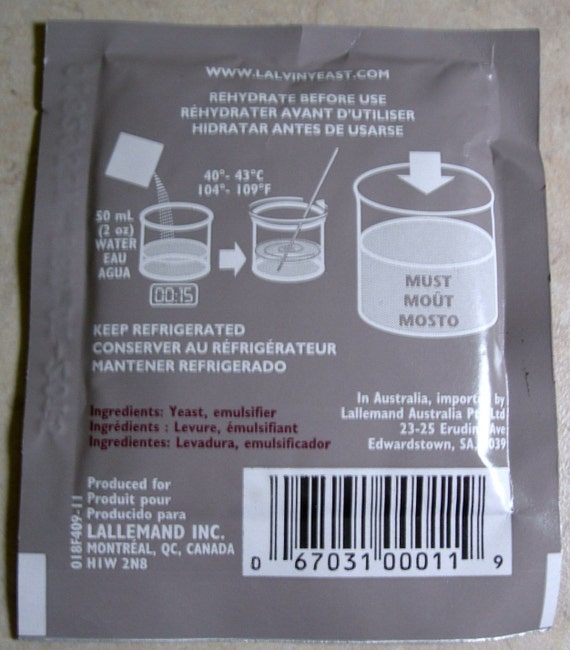 WWW.LALVINYEAST.COM
REHYDRATE BEFORE USE
RÉHYDRATER AVANT D'UTILISER
HIDRATAR ANTES DE USARSE
40°- 43°C
104°- 109°F
50 mL
(2 oz)
WATER
EAU
AGUA
00:15
MUST
MOÛT
MOSTO
KEEP REFRIGERATED
CONSERVER AU RÉFRIGÉRATEUR
MANTENER REFRIGERADO
Ingredients: Yeast, emulsifier
Ingrédients : Levure, émulsifiant
Ingredientes: Levadura, emulsificador
In Australia, import by
Lallemand Australia Ltd
23-25 Ave
Edwardstown, SA,
Produced for
Produit pour
Producido para
LALLEMAND INC.
MONTRÉAL, QC, CANADA
H1W 2N8
018F409-11
0 67031 00011 9